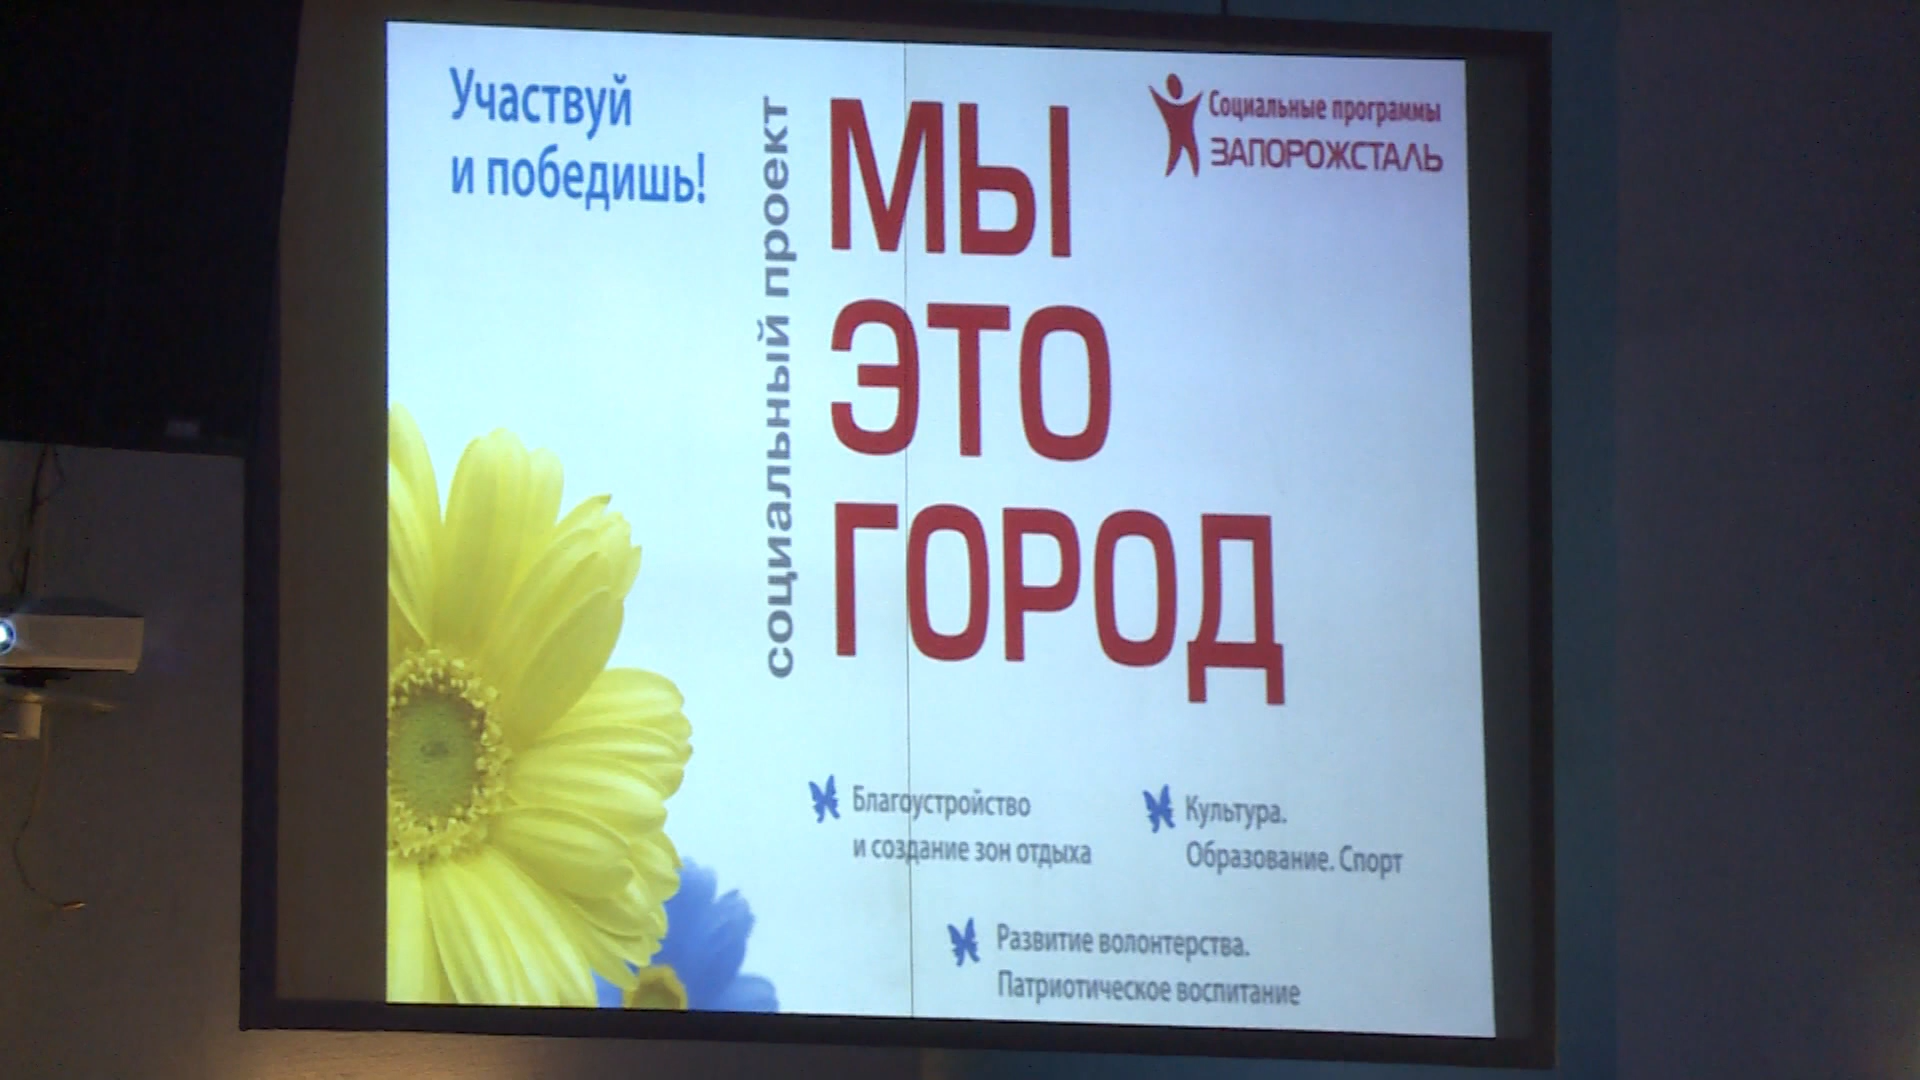 Участвуй
и победишь!
социальный проект
МЫ
ЭТО
ГОРОД
Социальные программы
ЗАПОРОЖСТАЛЬ
Благоустройство
и создание зон отдыха
Культура.
Образование. Спорт
Развитие волонтерства.
Патриотическое воспитание